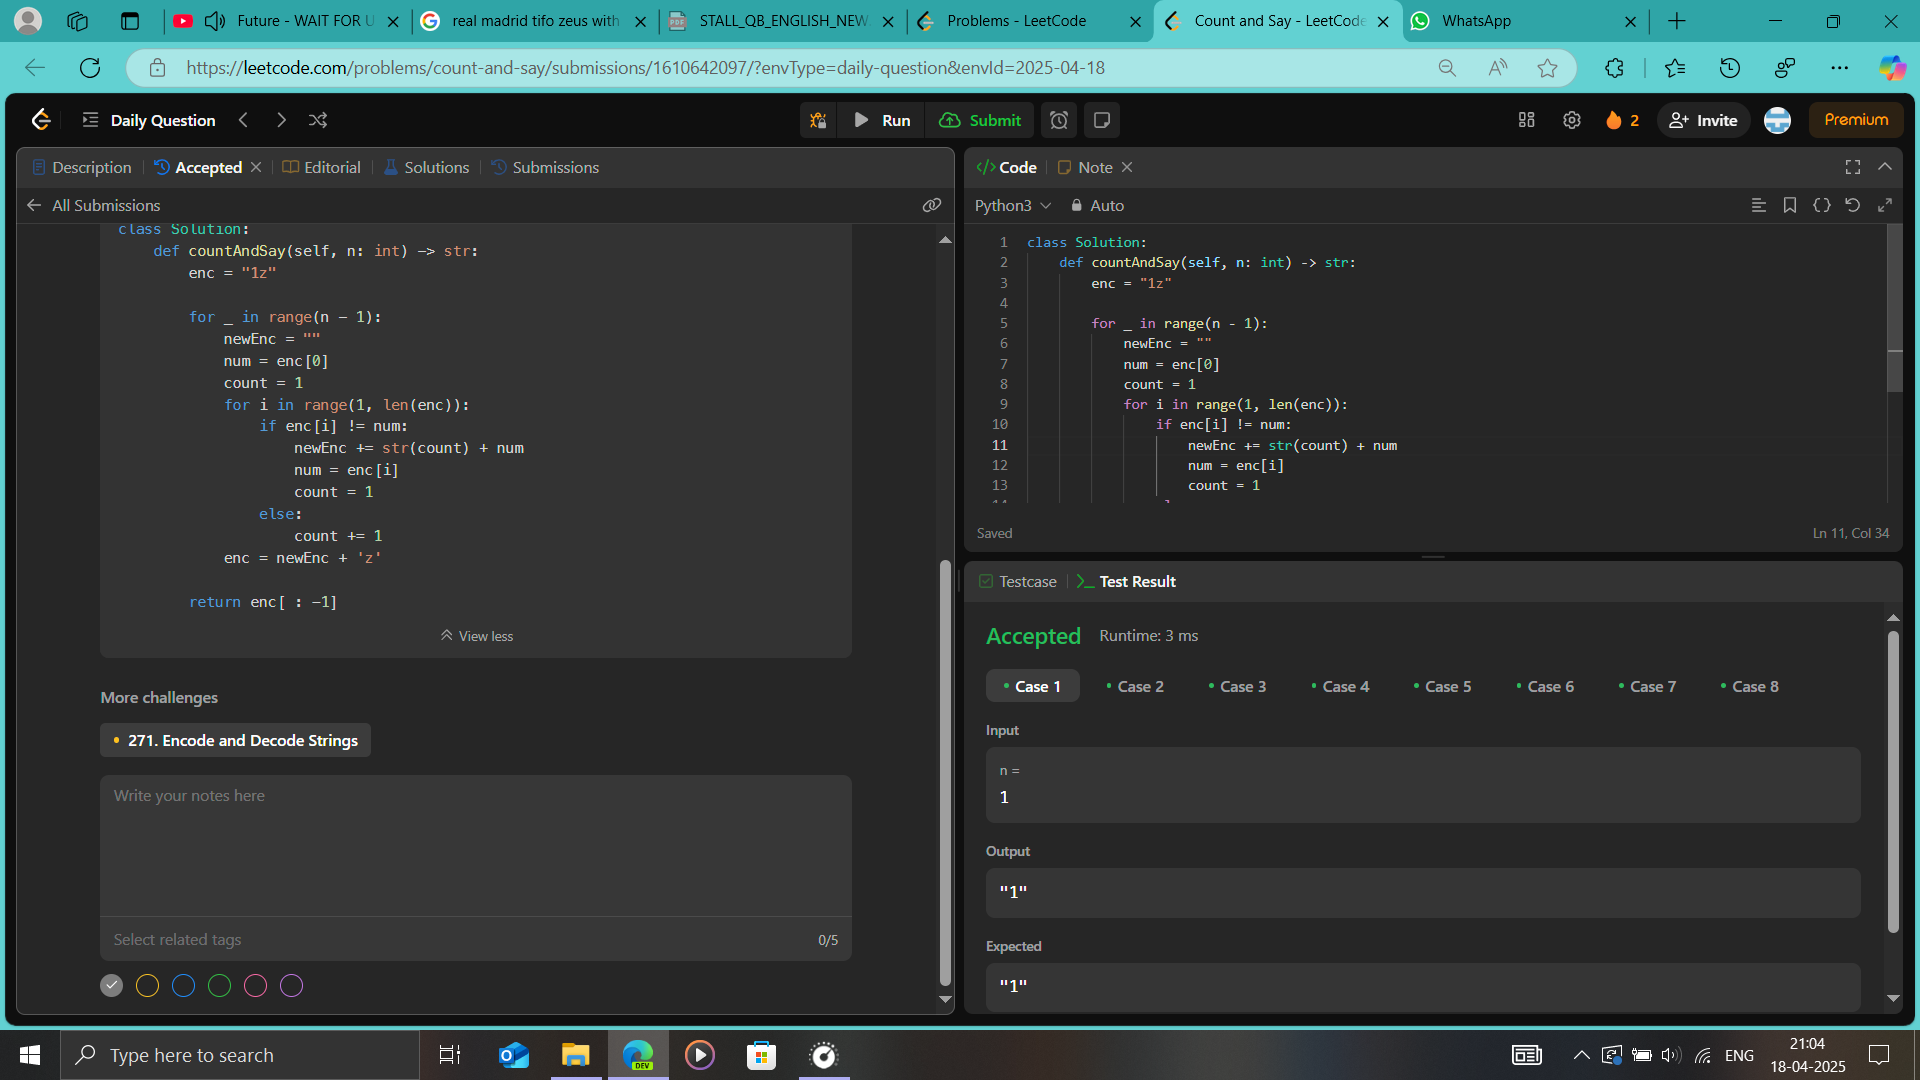 Future - WAIT FOR U
real madrid tifo zeus with
STALL_QB_ENGLISH_NEW
Problems - LeetCode
Count and Say - LeetCode
WhatsApp
https://leetcode.com/problems/count-and-say/submissions/1610642097/?envType=daily-question&envId=2025-04-18
Daily Question
Run
Submit
2
Invite
Premium
Description
Accepted
Editorial
Solutions
Submissions
All Submissions
class Solution:
def countAndSay(self, n: int) -> str:
enc = "1z"
for _ in range(n - 1):
newEnc = ""
num = enc[0]
count = 1
for i in range(1, len(enc)):
if enc[i] != num:
newEnc += str(count) + num
num = enc[i]
count = 1
else:
count += 1
enc = newEnc + 'z'
return enc[ : -1]
View less
More challenges
271. Encode and Decode Strings
Write your notes here
Select related tags
0/5
</> Code
Note
Python3
Auto
1 class Solution:
2 def countAndSay(self, n: int) -> str:
3 enc = "1z"
4
5 for _ in range(n - 1):
6 newEnc = ""
7 num = enc[0]
8 count = 1
9 for i in range(1, len(enc)):
10 if enc[i] != num:
11 newEnc += str(count) + num
12 num = enc[i]
13 count = 1
Saved
Ln 11, Col 34
Testcase
Test Result
Accepted Runtime: 3 ms
Case 1
Case 2
Case 3
Case 4
Case 5
Case 6
Case 7
Case 8
Input
n =
1
Output
"1"
Expected
"1"
Type here to search
DEV
ENG
21:04
18-04-2025